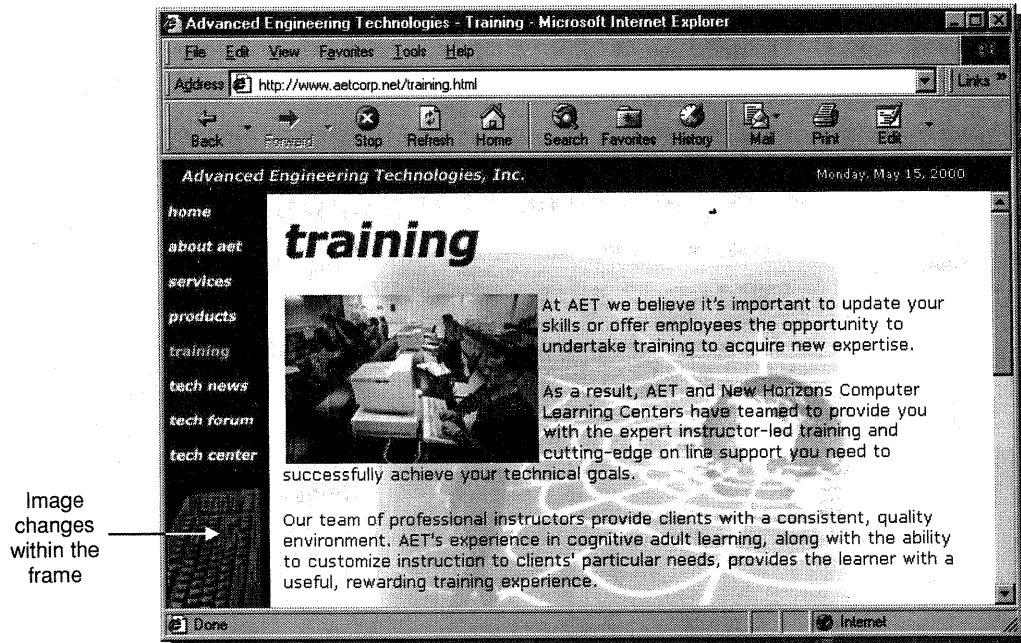 Advanced Engineering Technologies - Training - Microsoft Internet Explorer
File Edit View Favorites Tools Help
Address http://www.aetcorp.net/training.html Links »
Back Forward Stop Refresh Home Search Favorites History Mail Print Edit
Advanced Engineering Technologies, Inc. Monday, May 15, 2000
home
about aet
services
products
training
tech news
tech forum
tech center
training
At AET we believe it's important to update your
skills or offer employees the opportunity to
undertake training to acquire new expertise.
As a result, AET and New Horizons Computer
Learning Centers have teamed to provide you
with the expert instructor-led training and
cutting-edge on line support you need to
successfully achieve your technical goals.
Our team of professional instructors provide clients with a consistent, quality
environment. AET's experience in cognitive adult learning, along with the ability
to customize instruction to clients' particular needs, provides the learner with a
useful, rewarding training experience.
Image
changes
within the
frame
Done Internet